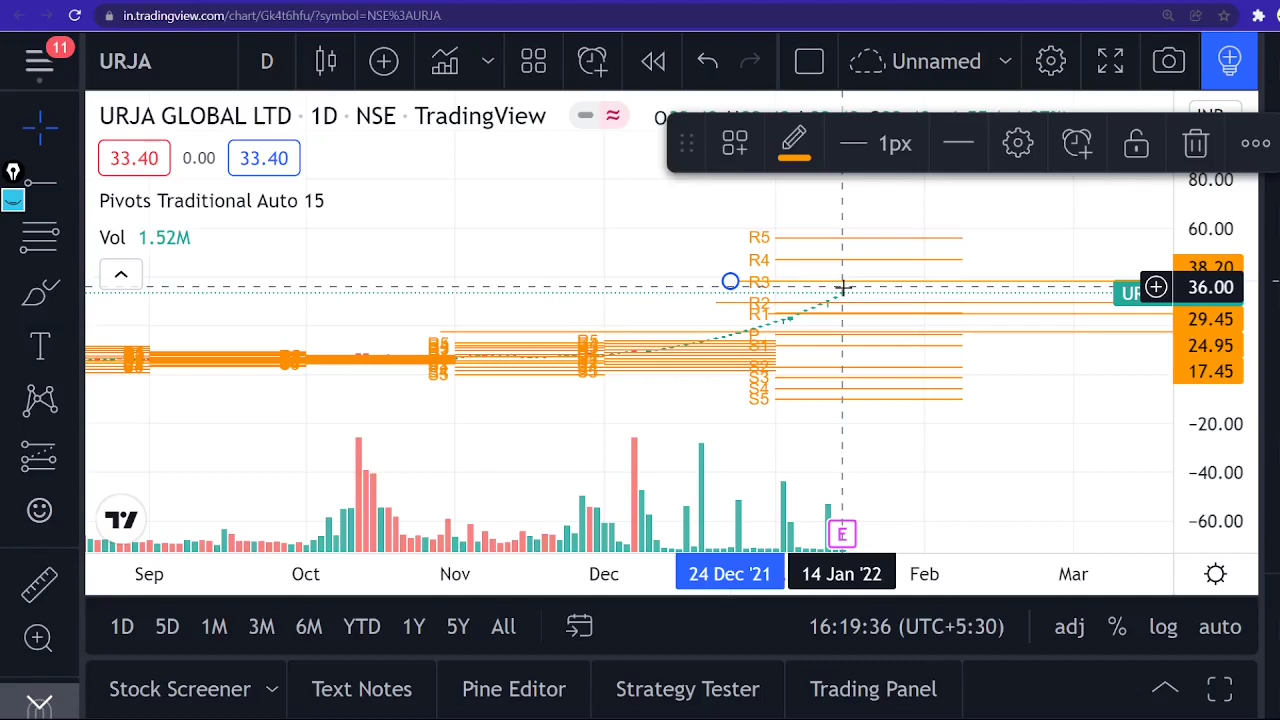 in.tradingview.com/chart/Gk4t6hfu/?symbol=NSE%3AURJA
11
URJA
D
Unnamed
URJA GLOBAL LTD · 1D · NSE · TradingView
33.40
0.00
33.40
1px
Pivots Traditional Auto 15
Vol 1.52M
80.00
60.00
38.20
36.00
29.45
24.95
17.45
−20.00
−40.00
−60.00
R5
R4
R3
R2
R1
P
S1
S2
S3
S4
S5
E
Sep
Oct
Nov
Dec
24 Dec '21
14 Jan '22
Feb
Mar
1D 5D 1M 3M 6M YTD 1Y 5Y All
16:19:36 (UTC+5:30)
adj % log auto
Stock Screener
Text Notes
Pine Editor
Strategy Tester
Trading Panel